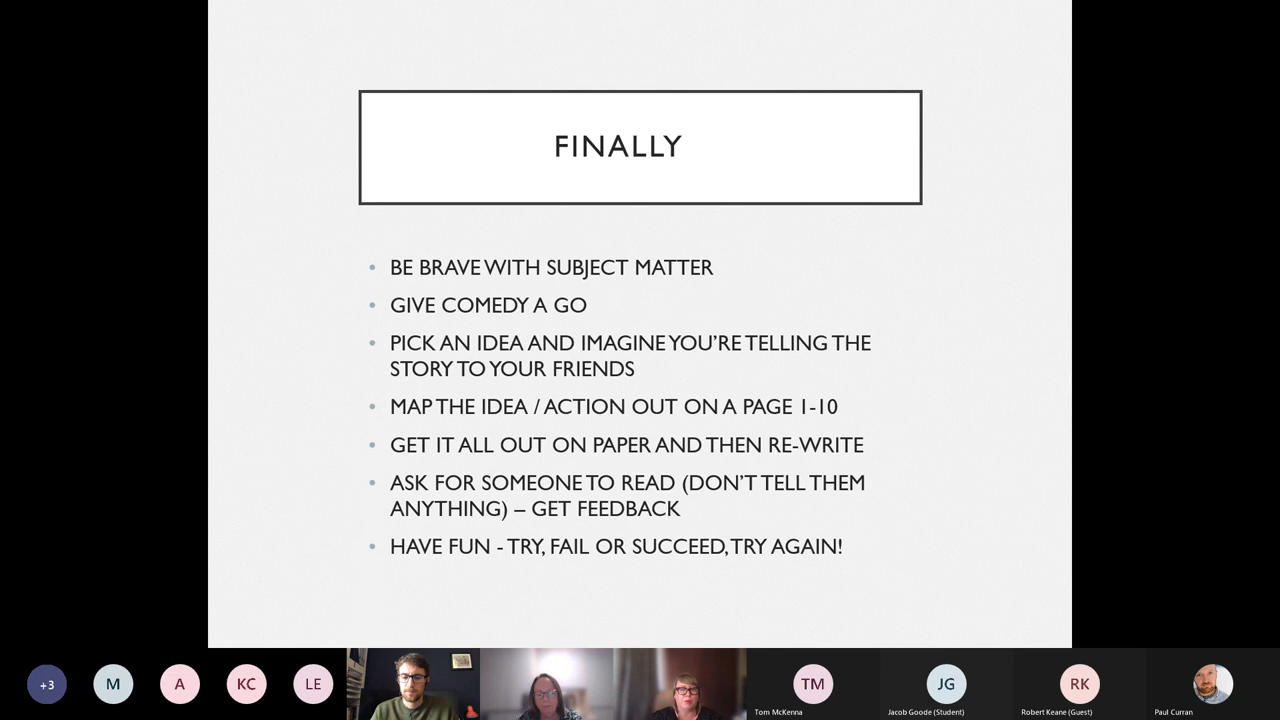 FINALLY
BE BRAVE WITH SUBJECT MATTER
GIVE COMEDY A GO
PICK AN IDEA AND IMAGINE YOU'RE TELLING THE
STORY TO YOUR FRIENDS
MAP THE IDEA / ACTION OUT ON A PAGE 1-10
GET IT ALL OUT ON PAPER AND THEN RE-WRITE
ASK FOR SOMEONE TO READ (DON'T TELL THEM
ANYTHING) – GET FEEDBACK
HAVE FUN - TRY, FAIL OR SUCCEED, TRY AGAIN!
+3 M A KC LE TM JG RK
Tom McKenna Jacob Goode (Student) Robert Keane (Guest) Paul Curran